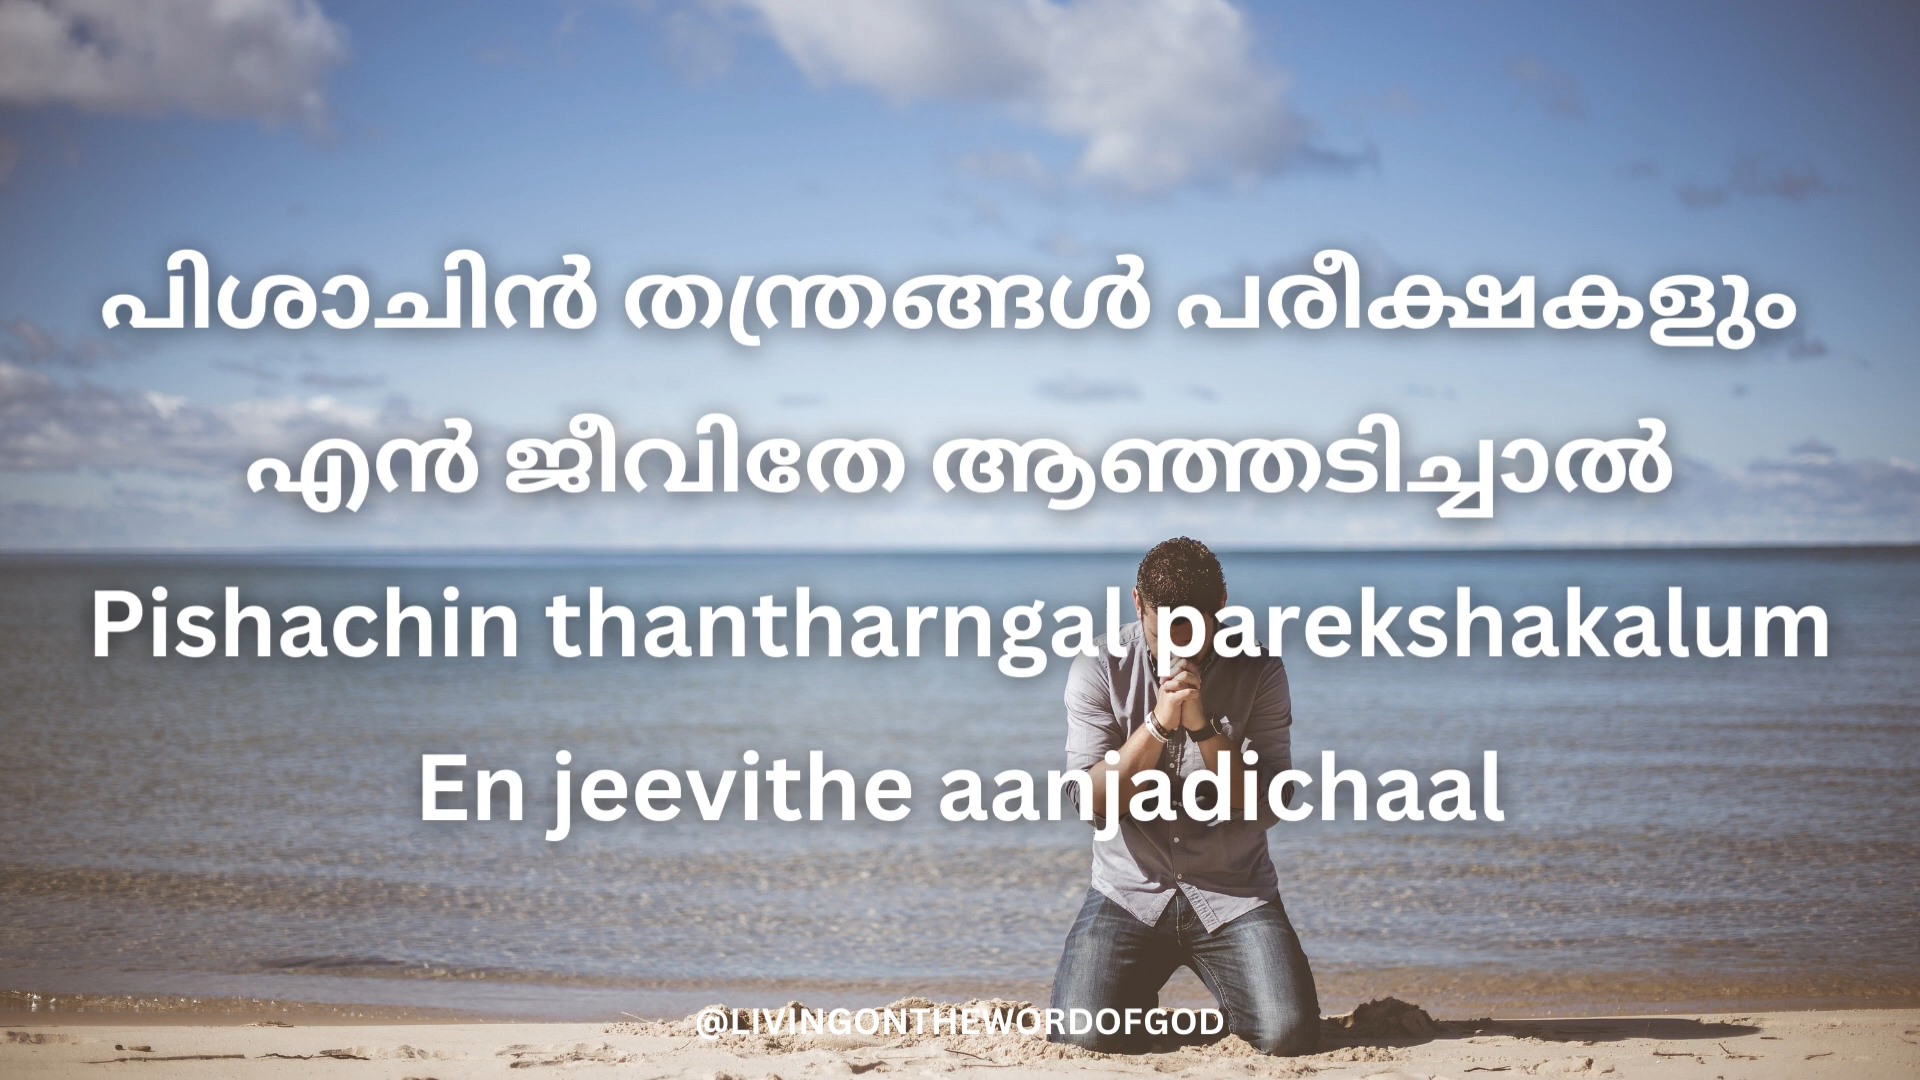 പിശാചിൻ തന്ത്രങ്ങൾ പരീക്ഷകളും
എൻ ജീവിതേ ആഞ്ഞടിച്ചാൽ
Pishachin thantharngal parekshakalum
En jeevithe aanjadichaal
@LIVINGONTHEWORDOFGOD